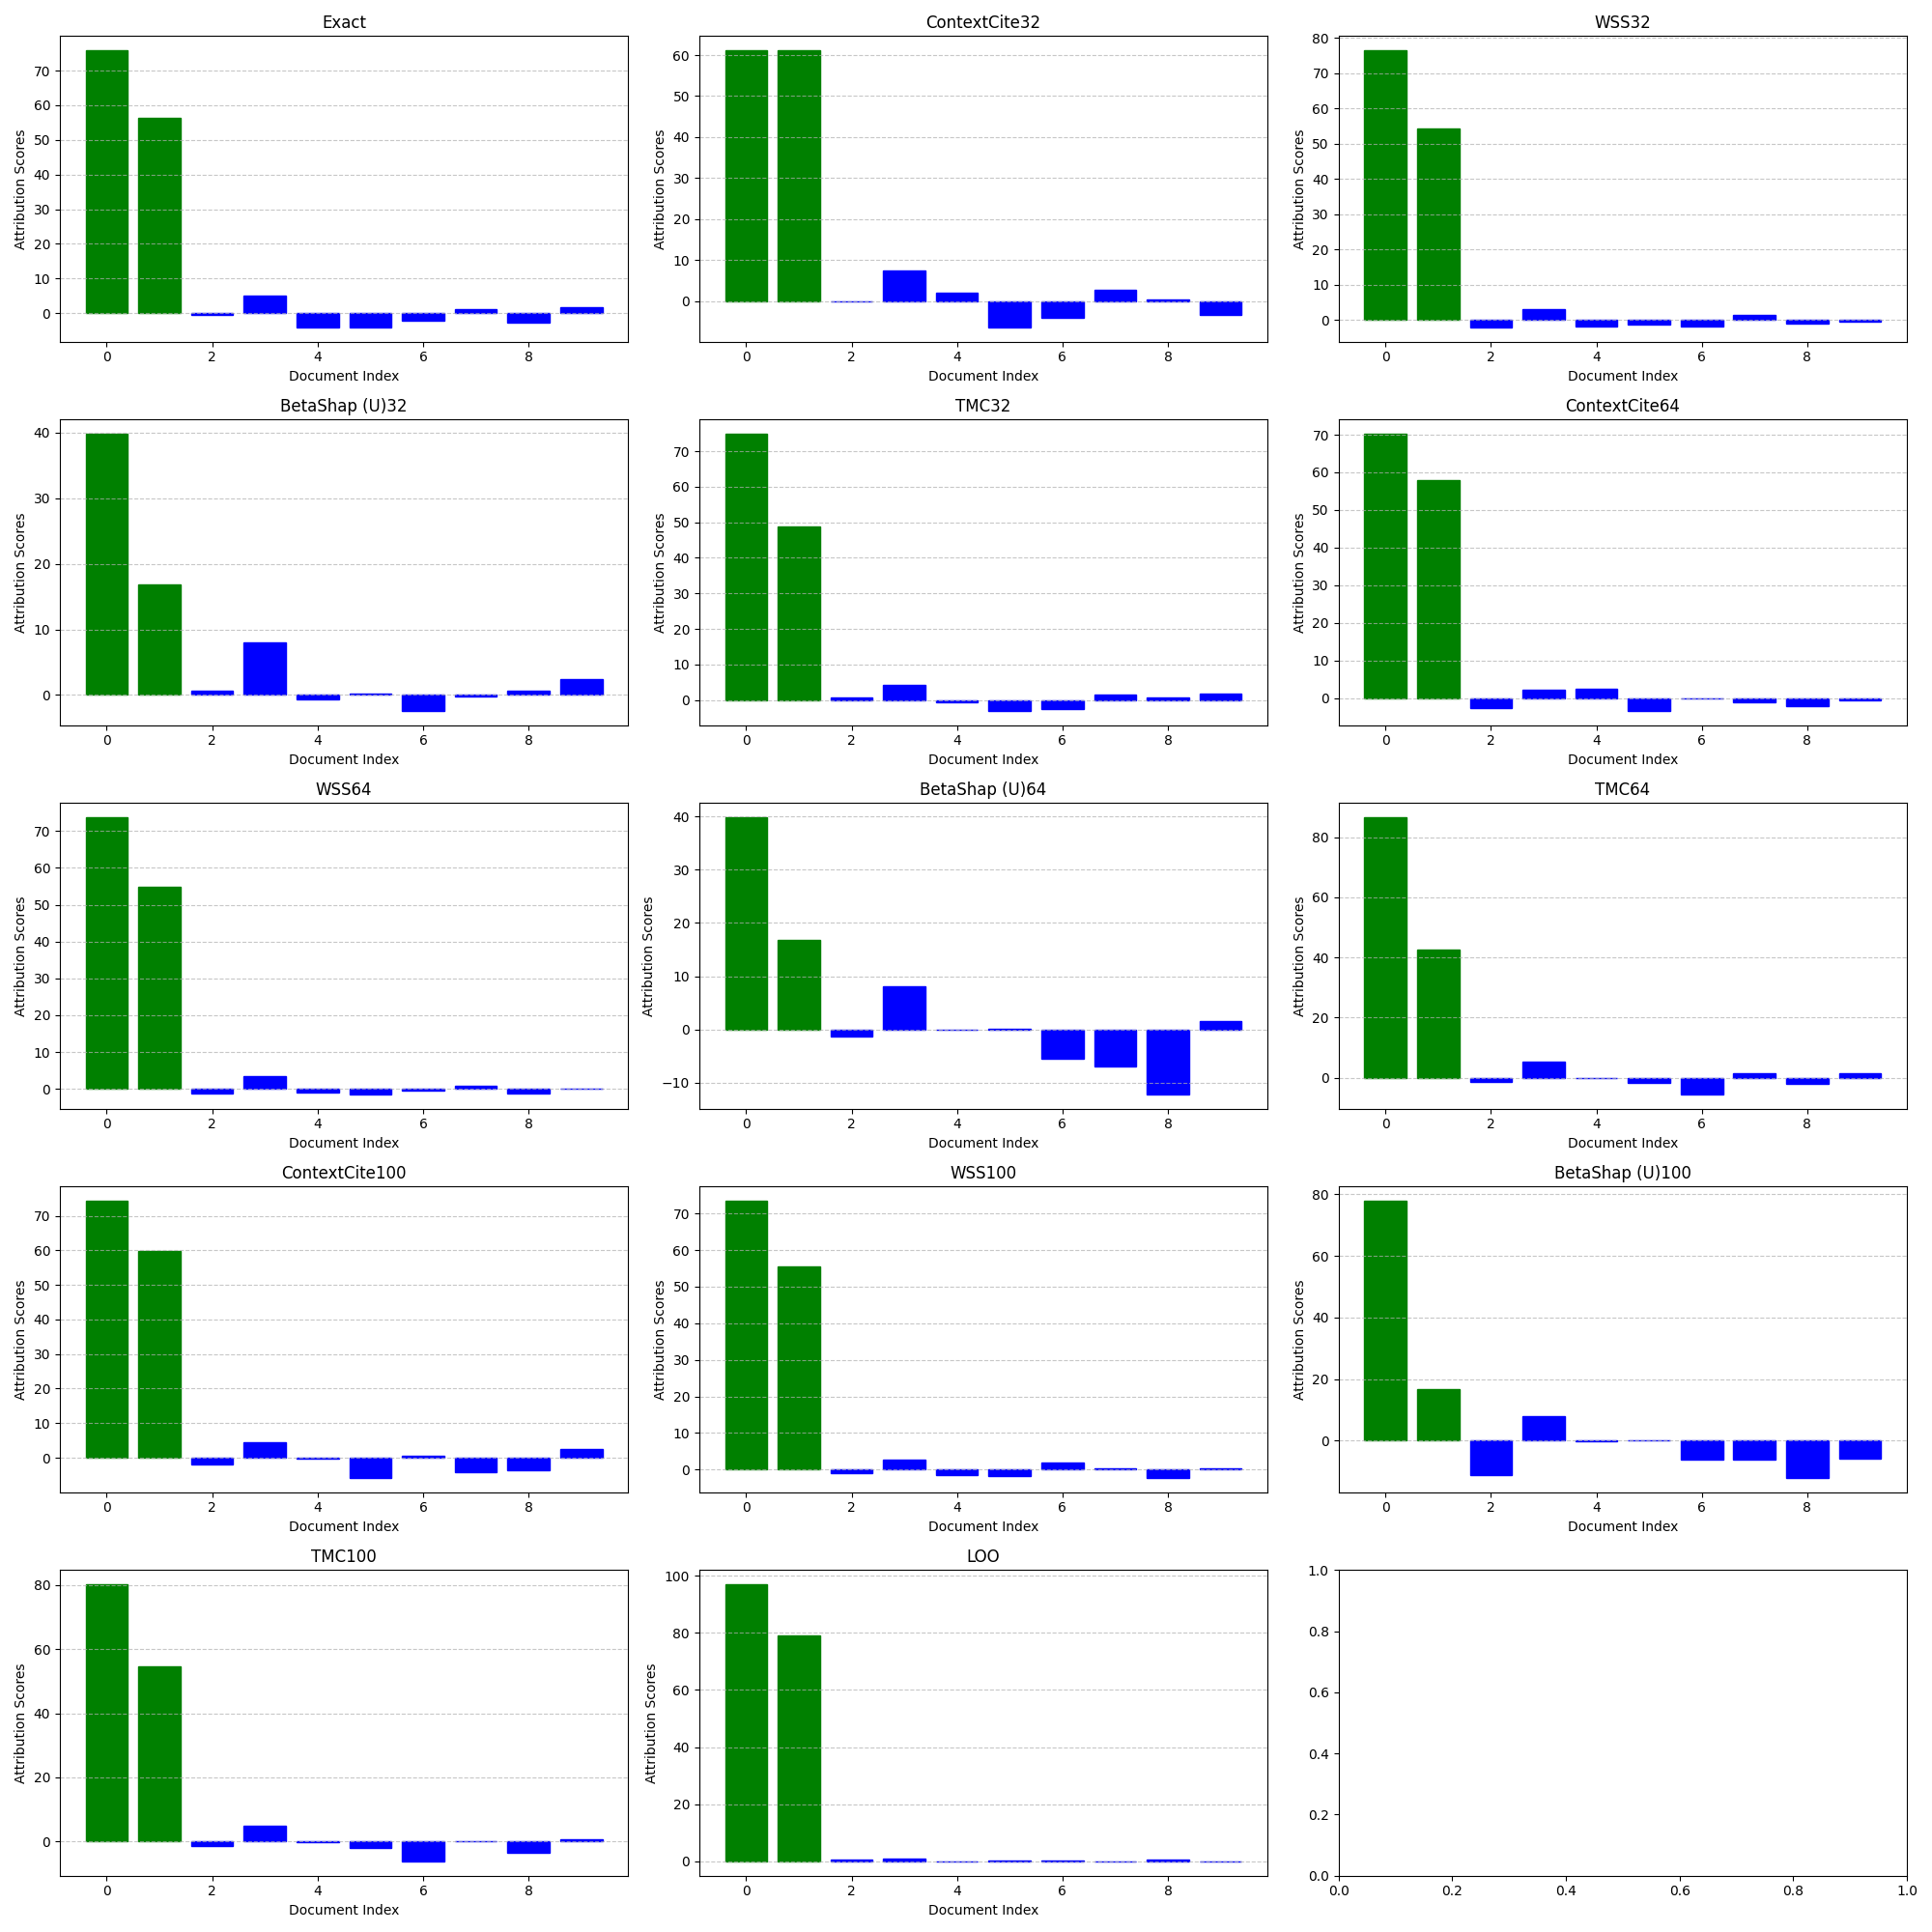 Exact
ContextCite32
WSS32
70
60
50
40
30
20
10
0
Attribution Scores
0 2 4 6 8
Document Index
60
50
40
30
20
10
0
Attribution Scores
0 2 4 6 8
Document Index
80
70
60
50
40
30
20
10
0
Attribution Scores
0 2 4 6 8
Document Index
BetaShap (U)32
TMC32
ContextCite64
40
30
20
10
0
Attribution Scores
0 2 4 6 8
Document Index
70
60
50
40
30
20
10
0
Attribution Scores
0 2 4 6 8
Document Index
70
60
50
40
30
20
10
0
Attribution Scores
0 2 4 6 8
Document Index
WSS64
BetaShap (U)64
TMC64
70
60
50
40
30
20
10
0
Attribution Scores
0 2 4 6 8
Document Index
40
30
20
10
0
−10
Attribution Scores
0 2 4 6 8
Document Index
80
60
40
20
0
Attribution Scores
0 2 4 6 8
Document Index
ContextCite100
WSS100
BetaShap (U)100
70
60
50
40
30
20
10
0
Attribution Scores
0 2 4 6 8
Document Index
70
60
50
40
30
20
10
0
Attribution Scores
0 2 4 6 8
Document Index
80
60
40
20
0
Attribution Scores
0 2 4 6 8
Document Index
TMC100
LOO
80
60
40
20
0
Attribution Scores
0 2 4 6 8
Document Index
100
80
60
40
20
0
Attribution Scores
0 2 4 6 8
Document Index
1.0
0.8
0.6
0.4
0.2
0.0
0.0 0.2 0.4 0.6 0.8 1.0